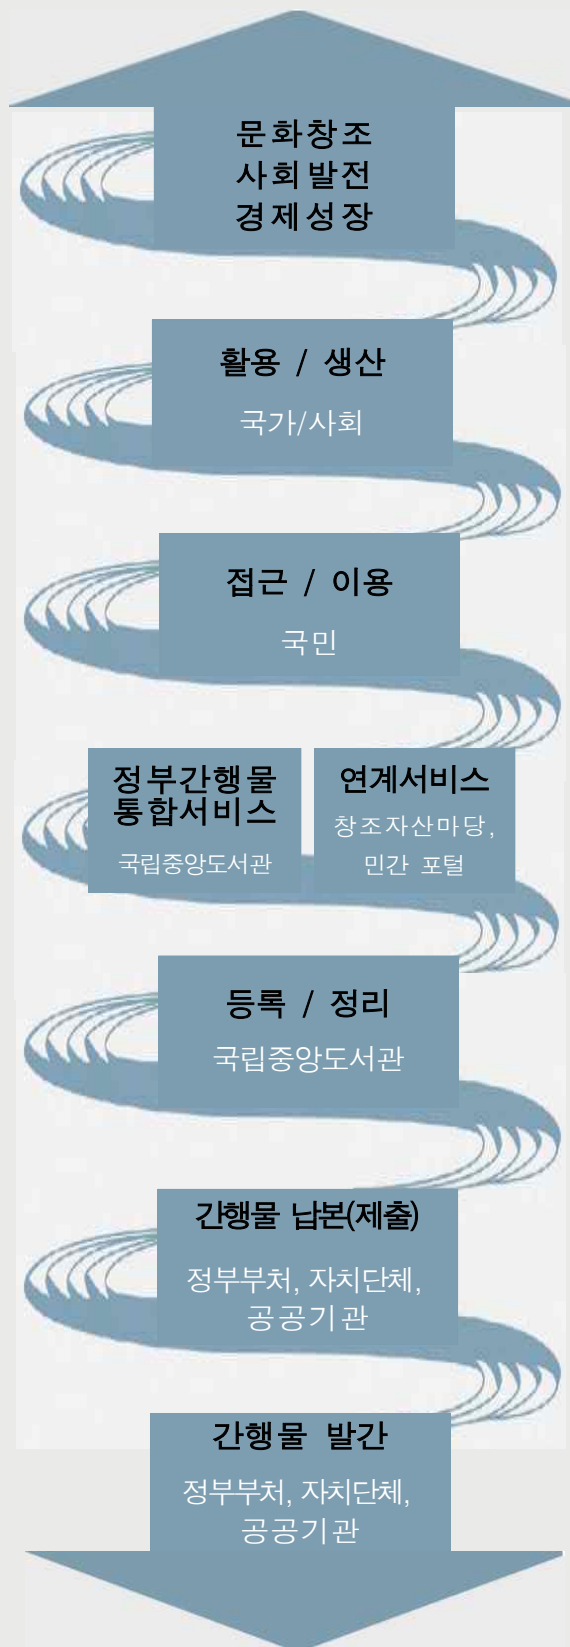 문화창조
사회발전
경제성장
활용 / 생산
국가/사회
접근 / 이용
국민
정부간행물
통합서비스
국립중앙도서관
연계서비스
창조자산마당,
민간 포털
등록 / 정리
국립중앙도서관
간행물 납본(제출)
정부부처, 자치단체,
공공기관
간행물 발간
정부부처, 자치단체,
공공기관